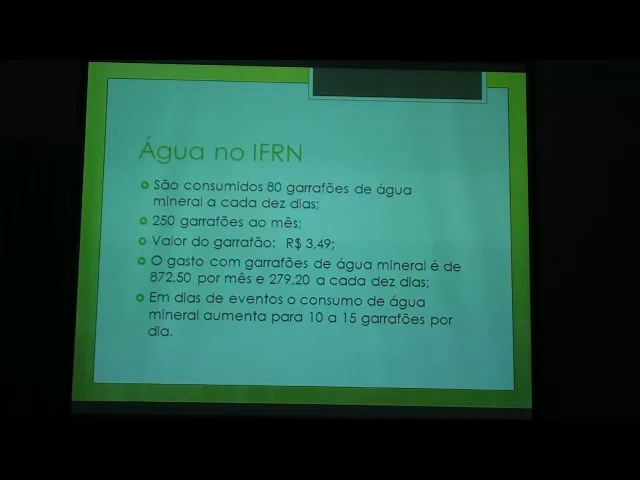 Água no IFRN
São consumidos 80 garrafões de água
mineral a cada dez dias;
250 garrafões ao mês;
Valor do garrafão: R$ 3,49;
O gasto com garrafões de água mineral é de
872,50 por mês e 279,20 a cada dez dias;
Em dias de eventos o consumo de água
mineral aumenta para 10 a 15 garrafões por
dia.